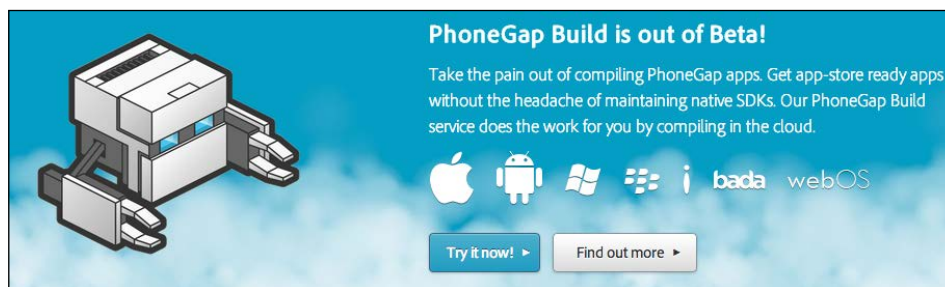 PhoneGap Build is out of Beta!
Take the pain out of compiling PhoneGap apps. Get app-store ready apps
without the headache of maintaining native SDKs. Our PhoneGap Build
service does the work for you by compiling in the cloud.
bada webOS
Try it now! Find out more